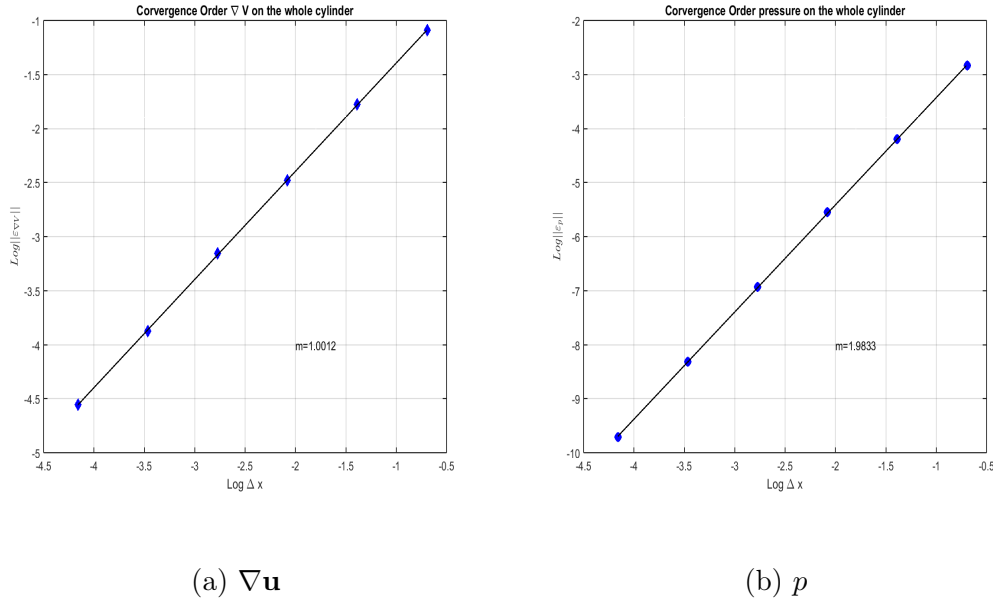 Corvergence Order ∇ V on the whole cylinder
-1
-1.5
-2
-2.5
-3
-3.5
-4
-4.5
-5
Log||ε∇V||
m=1.0012
-4.5 -4 -3.5 -3 -2.5 -2 -1.5 -1 -0.5
Log Δ x
(a) ∇u
Corvergence Order pressure on the whole cylinder
-2
-3
-4
-5
-6
-7
-8
-9
-10
Log||εp||
m=1.9833
-4.5 -4 -3.5 -3 -2.5 -2 -1.5 -1 -0.5
Log Δ x
(b) p